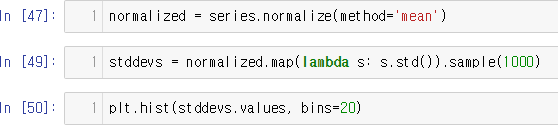 In [47]: 1 normalized = series.normalize(method='mean')
In [49]: 1 stddevs = normalized.map(lambda s: s.std()).sample(1000)
In [50]: 1 plt.hist(stddevs.values, bins=20)